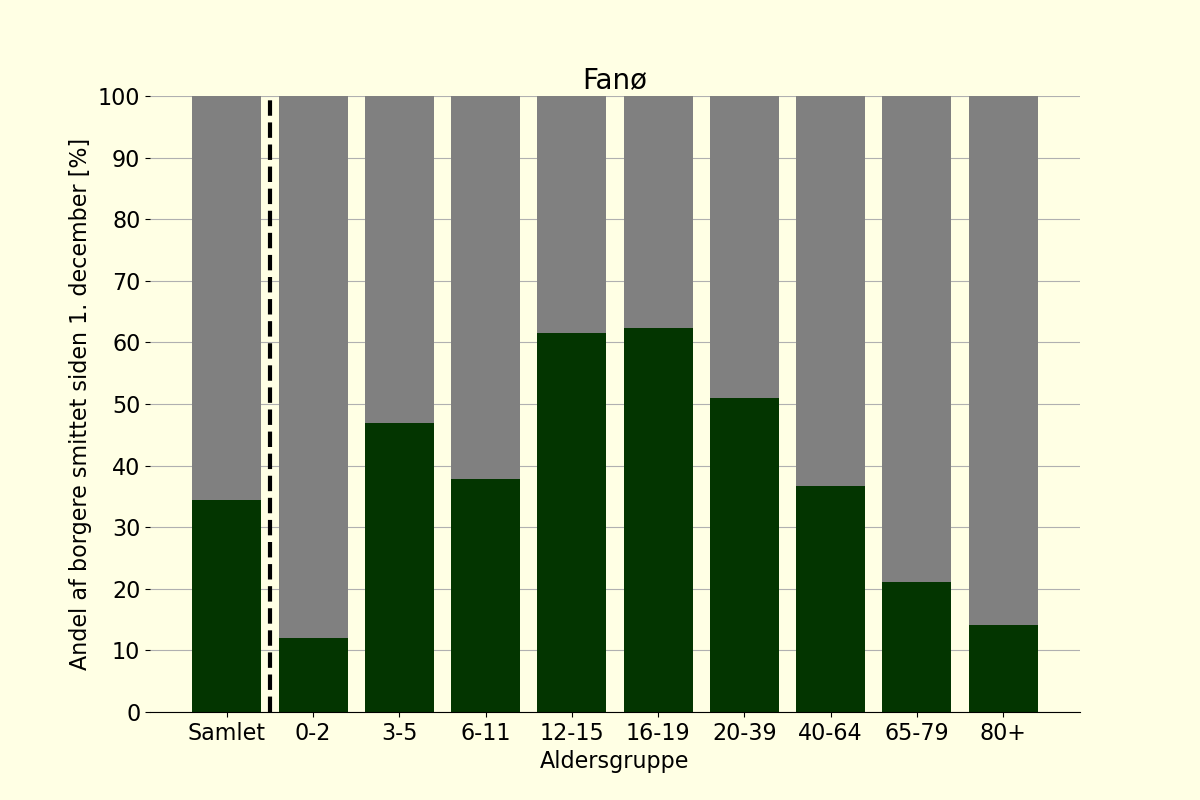 Fanø
Andel af borgere smittet siden 1. december [%]
100
90
80
70
60
50
40
30
20
10
0
Samlet 0-2 3-5 6-11 12-15 16-19 20-39 40-64 65-79 80+
Aldersgruppe